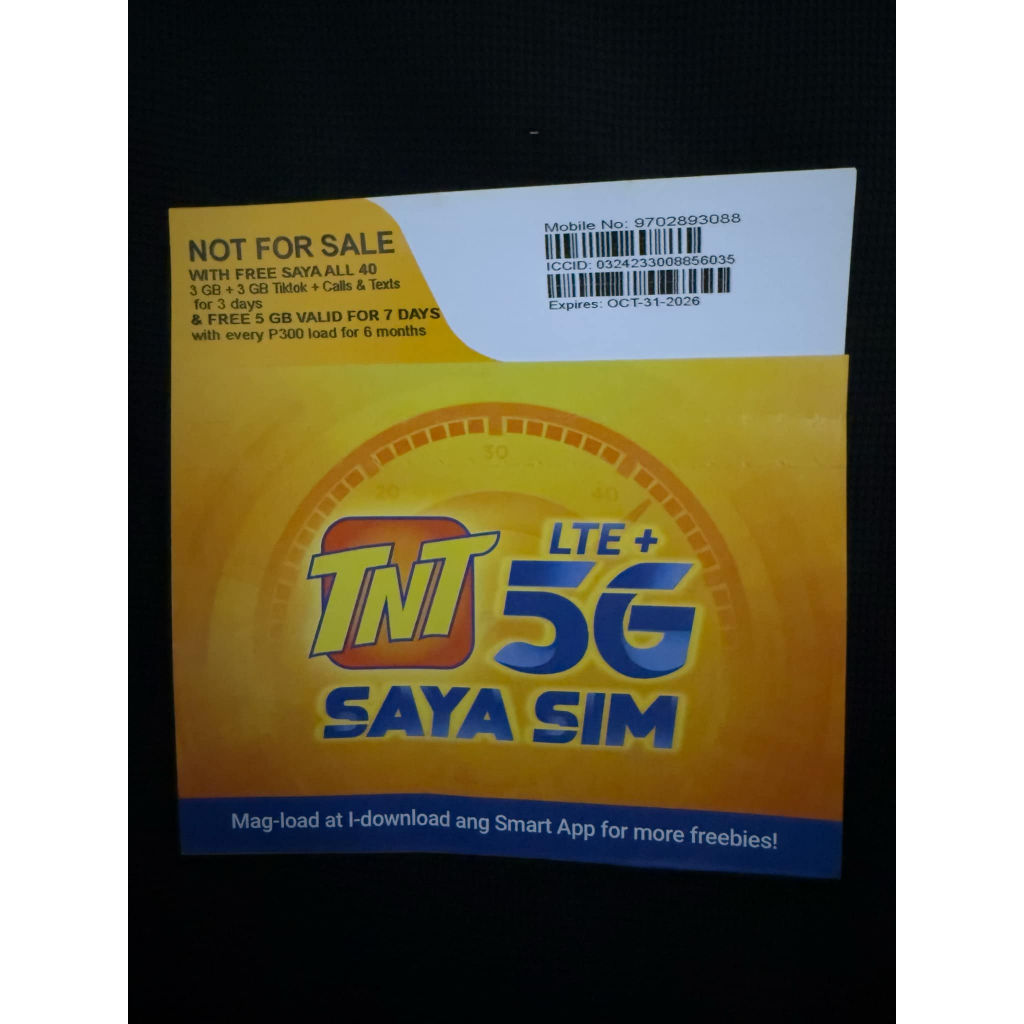 NOT FOR SALE
WITH FREE SAYA ALL 40
3 GB + 3 GB Tiktok + Calls & Texts
for 3 days
& FREE 5 GB VALID FOR 7 DAYS
with every P300 load for 6 months
Mobile No: 9702893088
ICCID: 0324233008856035
Expires: OCT-31-2026
20
30
40
TNT
LTE +
5G
SAYA SIM
Mag-load at I-download ang Smart App for more freebies!